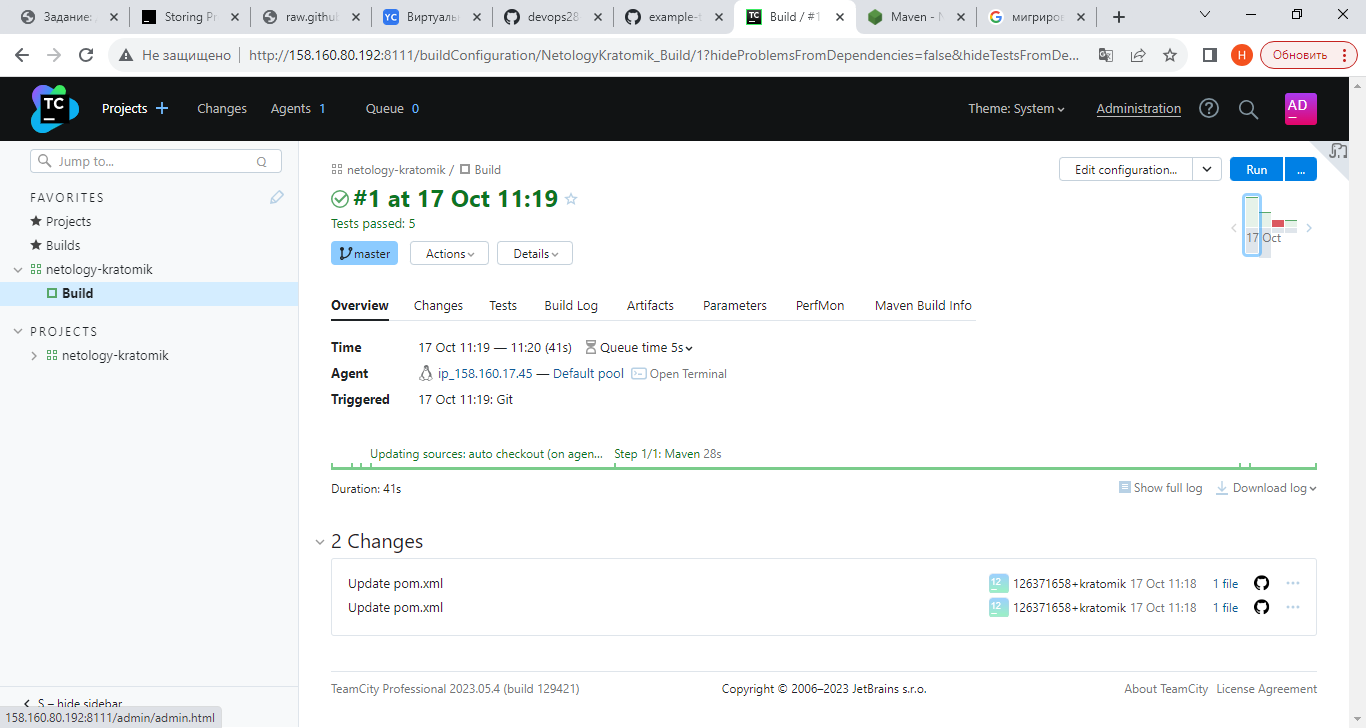 Задание: Storing Pr raw.githu Виртуаль devops28 example-t Build / #1 Maven - N мигриров
Не защищено http://158.160.80.192:8111/buildConfiguration/NetologyKratomik_Build/1?hideProblemsFromDependencies=false&hideTestsFromDe... Н Обновить
TC Projects Changes Agents 1 Queue 0 Theme: System Administration AD
Jump to... Q
FAVORITES
Projects
Builds
netology-kratomik
Build
PROJECTS
netology-kratomik
S – hide sidebar
158.160.80.192:8111/admin/admin.html
netology-kratomik / Build Edit configuration... Run ...
#1 at 17 Oct 11:19
Tests passed: 5
17 Oct
master Actions Details
Overview Changes Tests Build Log Artifacts Parameters PerfMon Maven Build Info
Time 17 Oct 11:19 — 11:20 (41s) Queue time 5s
Agent ip_158.160.17.45 — Default pool Open Terminal
Triggered 17 Oct 11:19: Git
Updating sources: auto checkout (on agen... Step 1/1: Maven 28s
Duration: 41s Show full log Download log
2 Changes
Update pom.xml 12 126371658+kratomik 17 Oct 11:18 1 file
Update pom.xml 12 126371658+kratomik 17 Oct 11:18 1 file
TeamCity Professional 2023.05.4 (build 129421) Copyright © 2006–2023 JetBrains s.r.o. About TeamCity License Agreement